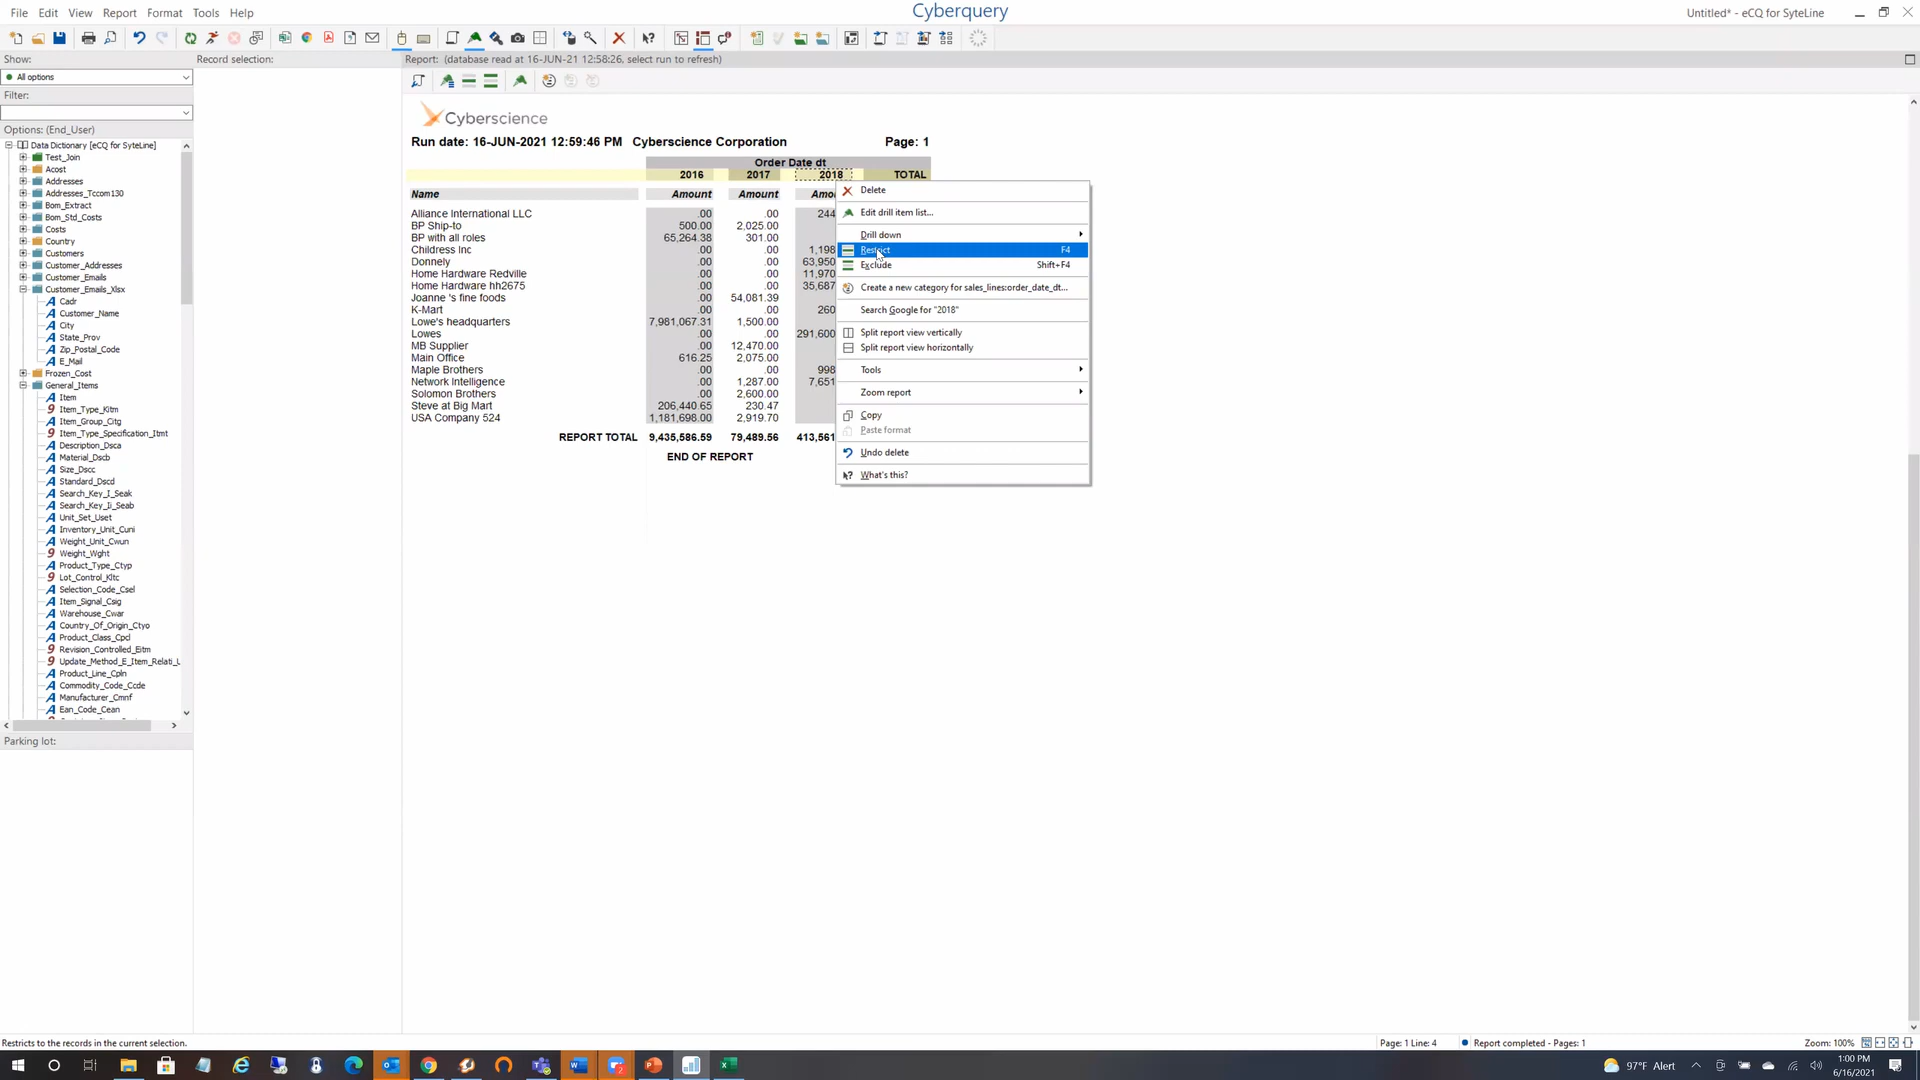 File Edit View Report Format Tools Help
Cyberquery
Untitled* - eCQ for SyteLine
Show:
Record selection:
Report: (database read at 16-JUN-21 12:58:26, select run to refresh)
All options
Filter:
Options: (End_User)
Data Dictionary [eCQ for SyteLine]
Test_Join
Acost
Addresses
Addresses_Tccom130
Bom_Extract
Bom_Std_Costs
Costs
Country
Customers
Customer_Addresses
Customer_Emails
Customer_Emails_Xlsx
Cadr
Customer_Name
City
State_Prov
Zip_Postal_Code
E_Mail
Frozen_Cost
General_Items
Item
Item_Type_Kitm
Item_Group_Citg
Item_Type_Specification_Itmt
Description_Dsca
Material_Dscb
Size_Dscc
Standard_Dscd
Search_Key_I_Seak
Search_Key_Ii_Seab
Unit_Set_Uset
Inventory_Unit_Cuni
Weight_Unit_Cwun
Weight_Wght
Product_Type_Ctyp
Lot_Control_Kltc
Selection_Code_Csel
Item_Signal_Csig
Warehouse_Cwar
Country_Of_Origin_Ctyo
Product_Class_Cpcl
Revision_Controlled_Eitm
Update_Method_E_Item_Relati_L
Product_Line_Cpln
Commodity_Code_Ccde
Manufacturer_Cmnf
Ean_Code_Cean
Parking lot:
Cyberscience
Run date: 16-JUN-2021 12:59:46 PM Cyberscience Corporation Page: 1
Order Date dt
2016 2017 2018 TOTAL
Name Amount Amount Amo
Alliance International LLC .00 .00 244
BP Ship-to 500.00 2,025.00
BP with all roles 65,264.38 301.00
Childress Inc .00 .00 1,198
Donnely .00 .00 63,950
Home Hardware Redville .00 .00 11,970
Home Hardware hh2675 .00 .00 35,687
Joanne 's fine foods .00 54,081.39
K-Mart .00 .00 260
Lowe's headquarters 7,981,067.31 1,500.00
Lowes .00 .00 291,600
MB Supplier .00 12,470.00
Main Office 616.25 2,075.00
Maple Brothers .00 .00 998
Network Intelligence .00 1,287.00 7,651
Solomon Brothers .00 2,600.00
Steve at Big Mart 206,440.65 230.47
USA Company 524 1,181,698.00 2,919.70
REPORT TOTAL 9,435,586.59 79,489.56 413,561
END OF REPORT
Delete
Edit drill item list...
Drill down
Restrict F4
Exclude Shift+F4
Create a new category for sales_lines:order_date_dt...
Search Google for "2018"
Split report view vertically
Split report view horizontally
Tools
Zoom report
Copy
Paste format
Undo delete
What's this?
Restricts to the records in the current selection.
Page: 1 Line: 4
Report completed - Pages: 1
Zoom: 100%
97°F Alert
1:00 PM
6/16/2021